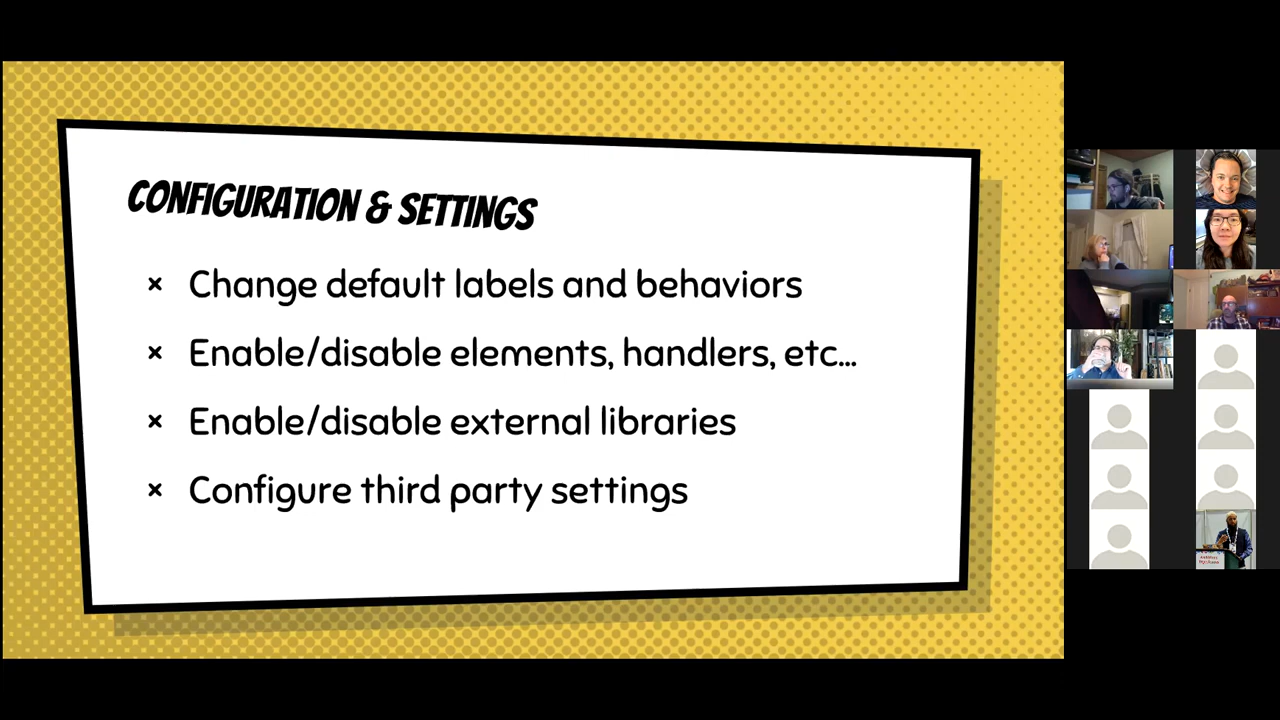 CONFIGURATION & SETTINGS
× Change default labels and behaviors
× Enable/disable elements, handlers, etc...
× Enable/disable external libraries
× Configure third party settings